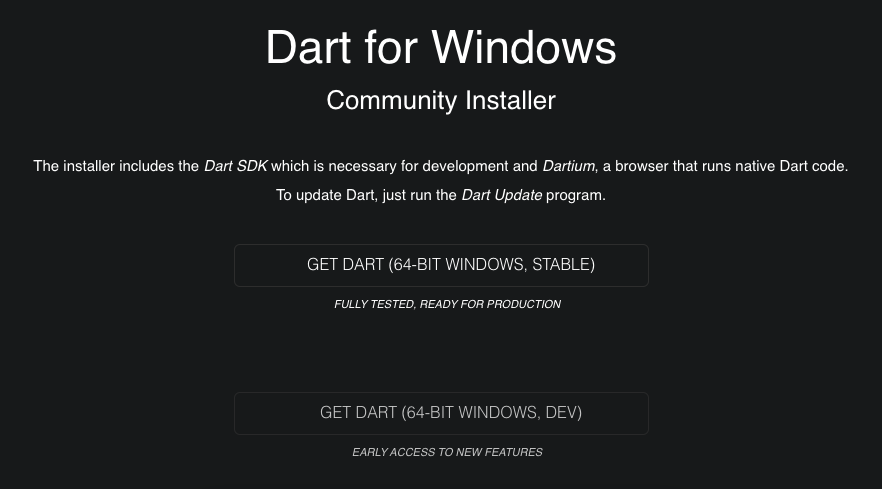 Dart for Windows
Community Installer
The installer includes the Dart SDK which is necessary for development and Dartium, a browser that runs native Dart code.
To update Dart, just run the Dart Update program.
GET DART (64-BIT WINDOWS, STABLE)
FULLY TESTED, READY FOR PRODUCTION
GET DART (64-BIT WINDOWS, DEV)
EARLY ACCESS TO NEW FEATURES